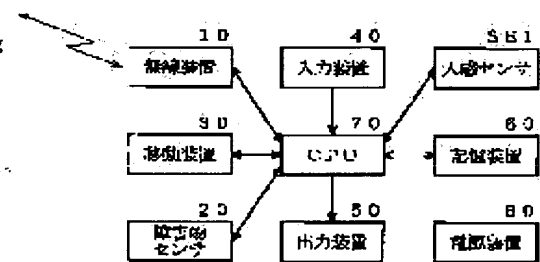 10 40 SE1
無線装置 入力装置 人感センサ
30 70 60
移動装置 CPU 記憶装置
20 50 80
障害物
センサ 出力装置 電源装置